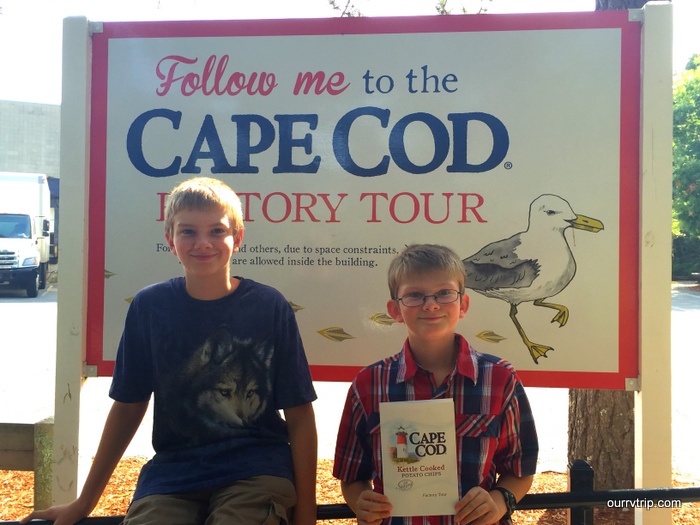 Follow me to the
CAPE COD®
TORY TOUR
nd others, due to space constraints,
are allowed inside the building.
CAPE
COD
Kettle Cooked
POTATO CHIPS
ourrvtrip.com